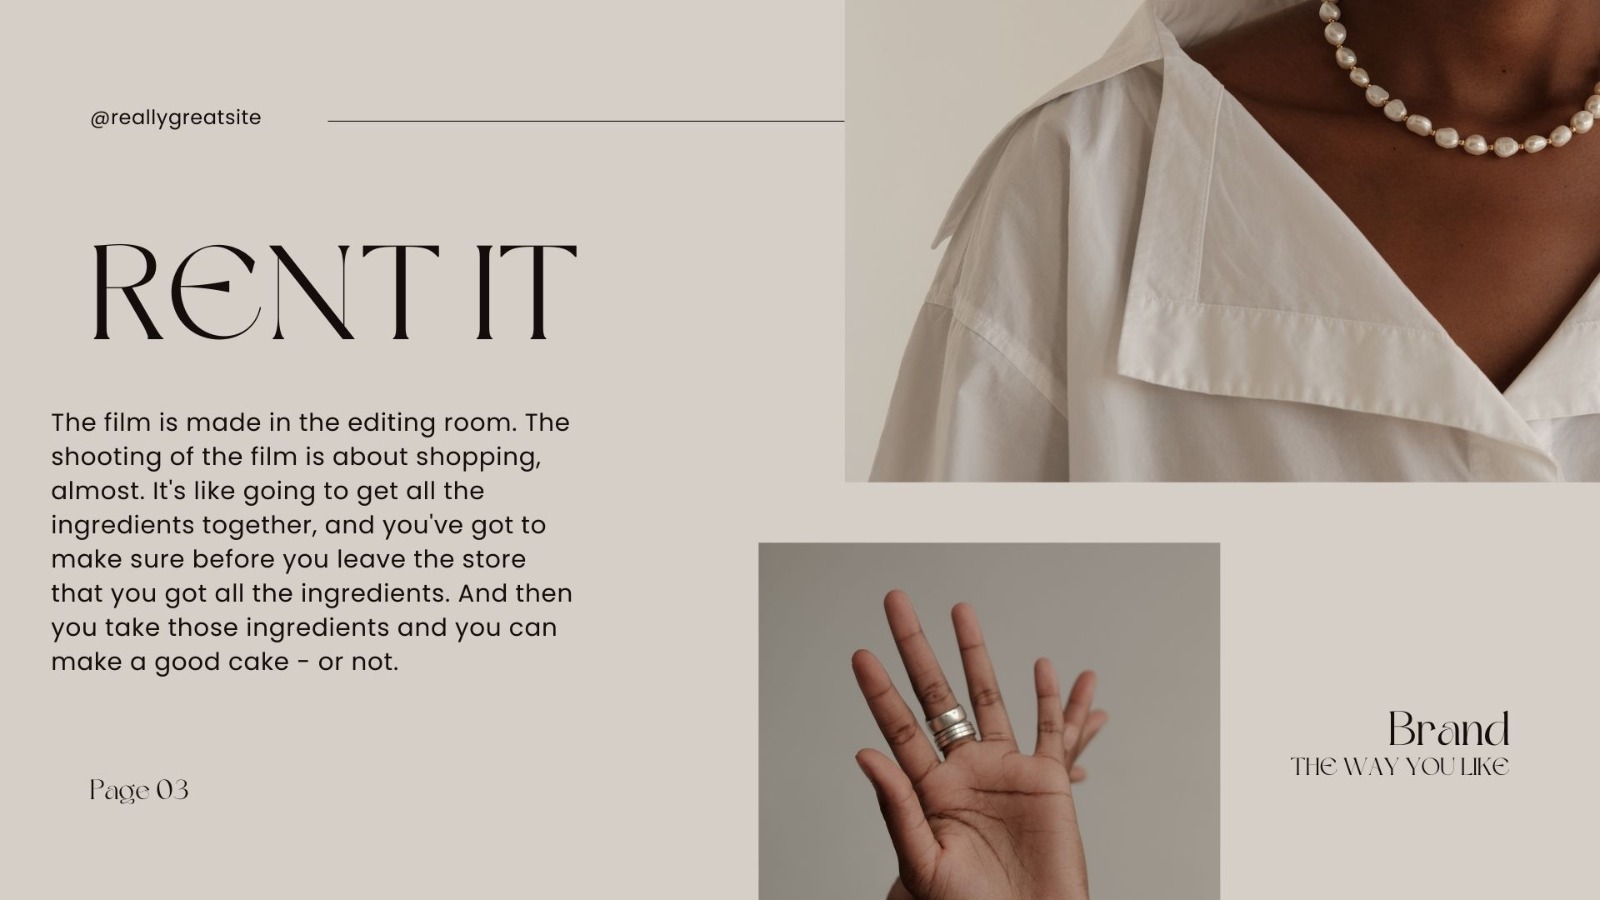 @reallygreatsite
RENT IT
The film is made in the editing room. The
shooting of the film is about shopping,
almost. It's like going to get all the
ingredients together, and you've got to
make sure before you leave the store
that you got all the ingredients. And then
you take those ingredients and you can
make a good cake - or not.
Page 03
Brand
THE WAY YOU LIKE